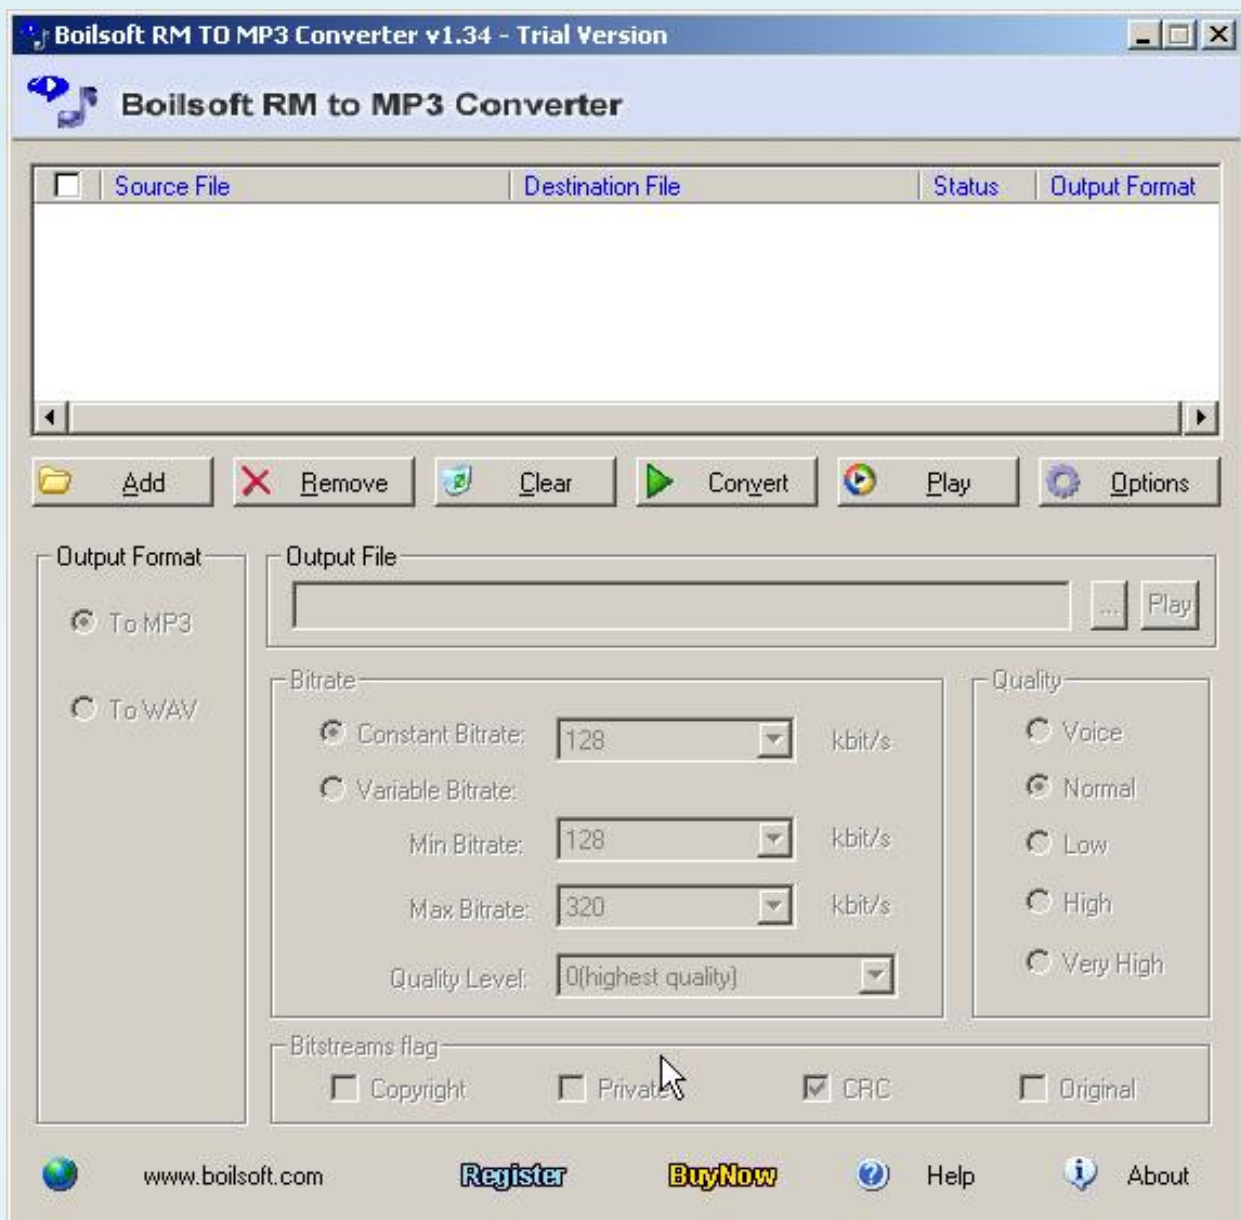 Boilsoft RM TO MP3 Converter v1.34 - Trial Version
Boilsoft RM to MP3 Converter
Source File Destination File Status Output Format
Add Remove Clear Convert Play Options
Output Format
To MP3
To WAV
Output File
... Play
Bitrate
Constant Bitrate: 128 kbit/s
Variable Bitrate:
Min Bitrate: 128 kbit/s
Max Bitrate: 320 kbit/s
Quality Level: 0(highest quality)
Quality
Voice
Normal
Low
High
Very High
Bitstreams flag
Copyright Private CRC Original
www.boilsoft.com Register BuyNow Help About